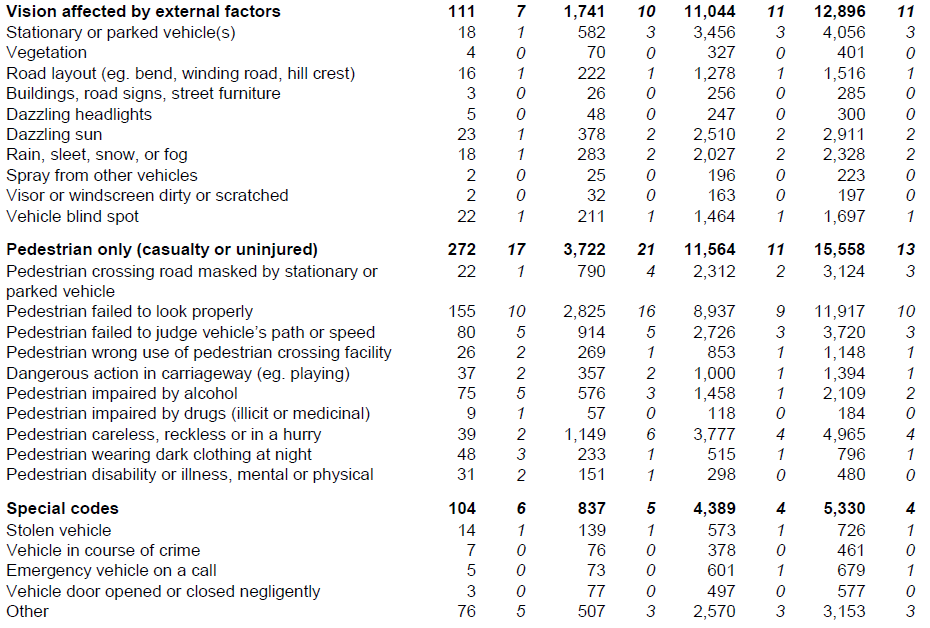 Vision affected by external factors 111 7 1,741 10 11,044 11 12,896 11
Stationary or parked vehicle(s) 18 1 582 3 3,456 3 4,056 3
Vegetation 4 0 70 0 327 0 401 0
Road layout (eg. bend, winding road, hill crest) 16 1 222 1 1,278 1 1,516 1
Buildings, road signs, street furniture 3 0 26 0 256 0 285 0
Dazzling headlights 5 0 48 0 247 0 300 0
Dazzling sun 23 1 378 2 2,510 2 2,911 2
Rain, sleet, snow, or fog 18 1 283 2 2,027 2 2,328 2
Spray from other vehicles 2 0 25 0 196 0 223 0
Visor or windscreen dirty or scratched 2 0 32 0 163 0 197 0
Vehicle blind spot 22 1 211 1 1,464 1 1,697 1
Pedestrian only (casualty or uninjured) 272 17 3,722 21 11,564 11 15,558 13
Pedestrian crossing road masked by stationary or 22 1 790 4 2,312 2 3,124 3
parked vehicle
Pedestrian failed to look properly 155 10 2,825 16 8,937 9 11,917 10
Pedestrian failed to judge vehicle's path or speed 80 5 914 5 2,726 3 3,720 3
Pedestrian wrong use of pedestrian crossing facility 26 2 269 1 853 1 1,148 1
Dangerous action in carriageway (eg. playing) 37 2 357 2 1,000 1 1,394 1
Pedestrian impaired by alcohol 75 5 576 3 1,458 1 2,109 2
Pedestrian impaired by drugs (illicit or medicinal) 9 1 57 0 118 0 184 0
Pedestrian careless, reckless or in a hurry 39 2 1,149 6 3,777 4 4,965 4
Pedestrian wearing dark clothing at night 48 3 233 1 515 1 796 1
Pedestrian disability or illness, mental or physical 31 2 151 1 298 0 480 0
Special codes 104 6 837 5 4,389 4 5,330 4
Stolen vehicle 14 1 139 1 573 1 726 1
Vehicle in course of crime 7 0 76 0 378 0 461 0
Emergency vehicle on a call 5 0 73 0 601 1 679 1
Vehicle door opened or closed negligently 3 0 77 0 497 0 577 0
Other 76 5 507 3 2,570 3 3,153 3